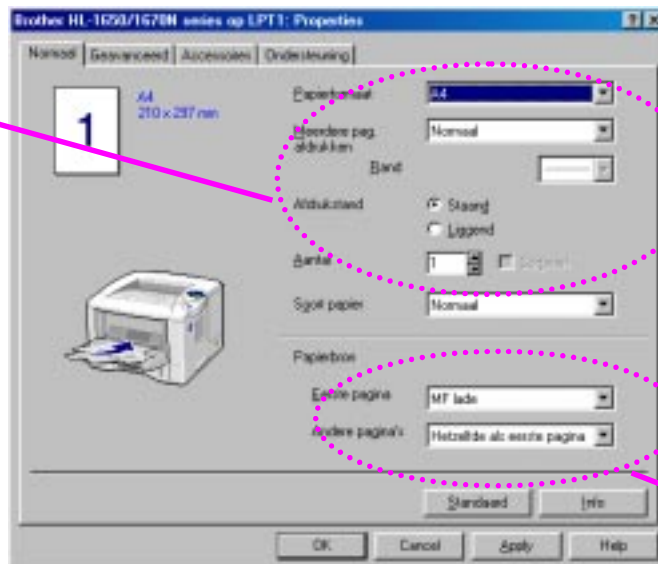 Brother HL-1650/1670N series op LPT1: Properties
Normaal Geavanceerd Accessoires Ondersteuning
1
A4
210 x 297 mm
Papierformaat A4
Meerdere pag. afdrukken Normaal
Rand
Afdrukstand Staand
Liggend
Aantal 1
Soort papier Normaal
Papierbron
Eerste pagina MF lade
Andere pagina's Hetzelfde als eerste pagina
Standaard Info
OK Cancel Apply Help